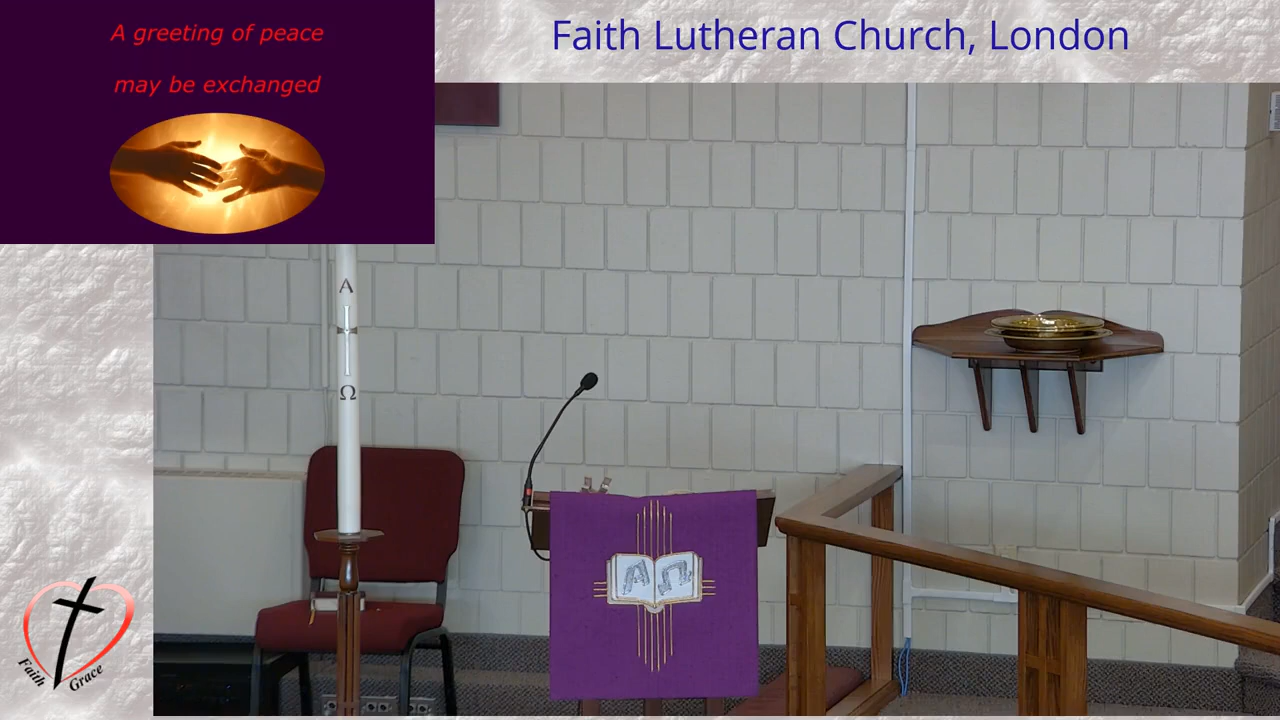 A greeting of peace
may be exchanged
Faith Lutheran Church, London
Α
Ω
Α Ω
Faith Grace